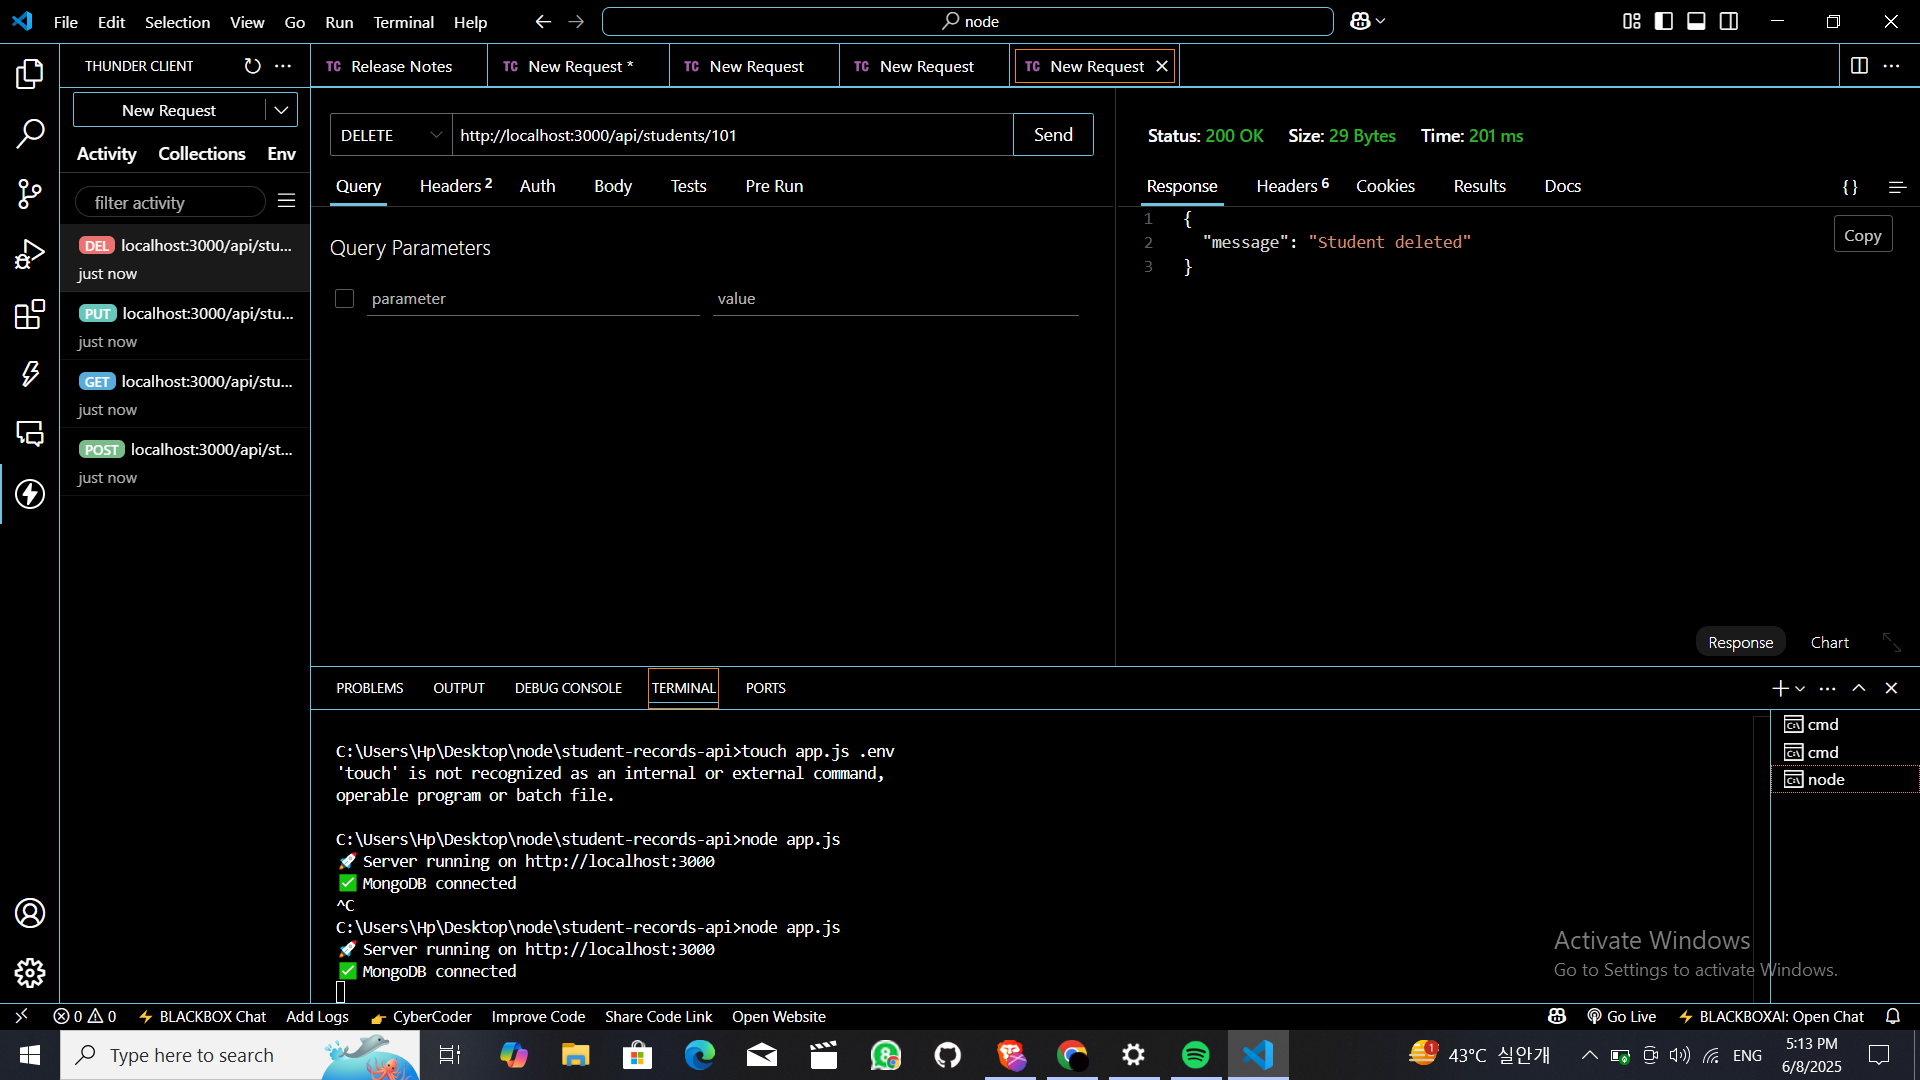 File Edit Selection View Go Run Terminal Help
node
THUNDER CLIENT
TC Release Notes
TC New Request *
TC New Request
TC New Request
TC New Request
New Request
Activity Collections Env
filter activity
DEL localhost:3000/api/stu...
just now
PUT localhost:3000/api/stu...
just now
GET localhost:3000/api/stu...
just now
POST localhost:3000/api/st...
just now
DELETE http://localhost:3000/api/students/101 Send
Query Headers 2 Auth Body Tests Pre Run
Query Parameters
parameter value
Status: 200 OK Size: 29 Bytes Time: 201 ms
Response Headers 6 Cookies Results Docs {}
1 {
2 "message": "Student deleted"
3 }
Copy
Response Chart
PROBLEMS OUTPUT DEBUG CONSOLE TERMINAL PORTS
C:\Users\Hp\Desktop\node\student-records-api>touch app.js .env
'touch' is not recognized as an internal or external command,
operable program or batch file.
C:\Users\Hp\Desktop\node\student-records-api>node app.js
🚀 Server running on http://localhost:3000
✅ MongoDB connected
^C
C:\Users\Hp\Desktop\node\student-records-api>node app.js
🚀 Server running on http://localhost:3000
✅ MongoDB connected
cmd
cmd
node
Activate Windows
Go to Settings to activate Windows.
0 0 BLACKBOX Chat Add Logs CyberCoder Improve Code Share Code Link Open Website
Go Live BLACKBOXAI: Open Chat
Type here to search
1 43°C 실안개 ENG
5:13 PM
6/8/2025